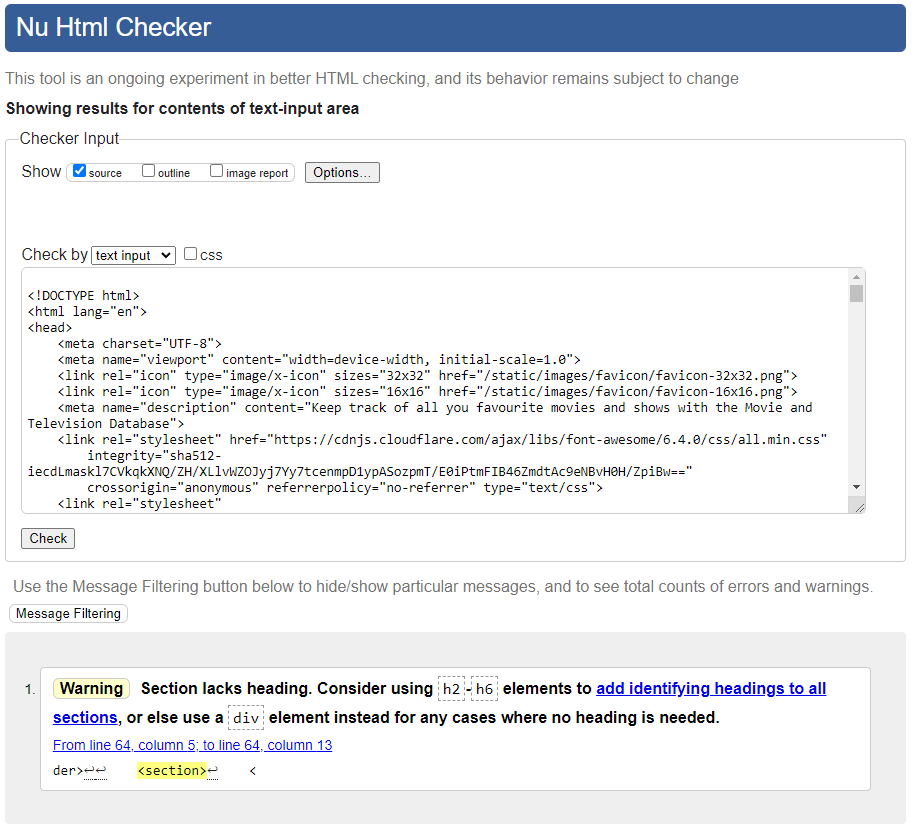 Nu Html Checker
This tool is an ongoing experiment in better HTML checking, and its behavior remains subject to change
Showing results for contents of text-input area
Checker Input
Show source outline image report Options...
Check by text input css
<!DOCTYPE html>
<html lang="en">
<head>
    <meta charset="UTF-8">
    <meta name="viewport" content="width=device-width, initial-scale=1.0">
    <link rel="icon" type="image/x-icon" sizes="32x32" href="/static/images/favicon/favicon-32x32.png">
    <link rel="icon" type="image/x-icon" sizes="16x16" href="/static/images/favicon/favicon-16x16.png">
    <meta name="description" content="Keep track of all you favourite movies and shows with the Movie and
Television Database">
    <link rel="stylesheet" href="https://cdnjs.cloudflare.com/ajax/libs/font-awesome/6.4.0/css/all.min.css"
        integrity="sha512-
iecdLmaskl7CVkqkXNQ/ZH/XLlvWZOJyj7Yy7tcenmpD1ypASozpmT/E0iPtmFIB46ZmdtAc9eNBvH0H/ZpiBw=="
        crossorigin="anonymous" referrerpolicy="no-referrer" type="text/css">
    <link rel="stylesheet"
Check
Use the Message Filtering button below to hide/show particular messages, and to see total counts of errors and warnings.
Message Filtering
1. Warning Section lacks heading. Consider using h2-h6 elements to add identifying headings to all
sections, or else use a div element instead for any cases where no heading is needed.
From line 64, column 5; to line 64, column 13
der>↩↩    <section>↩    <